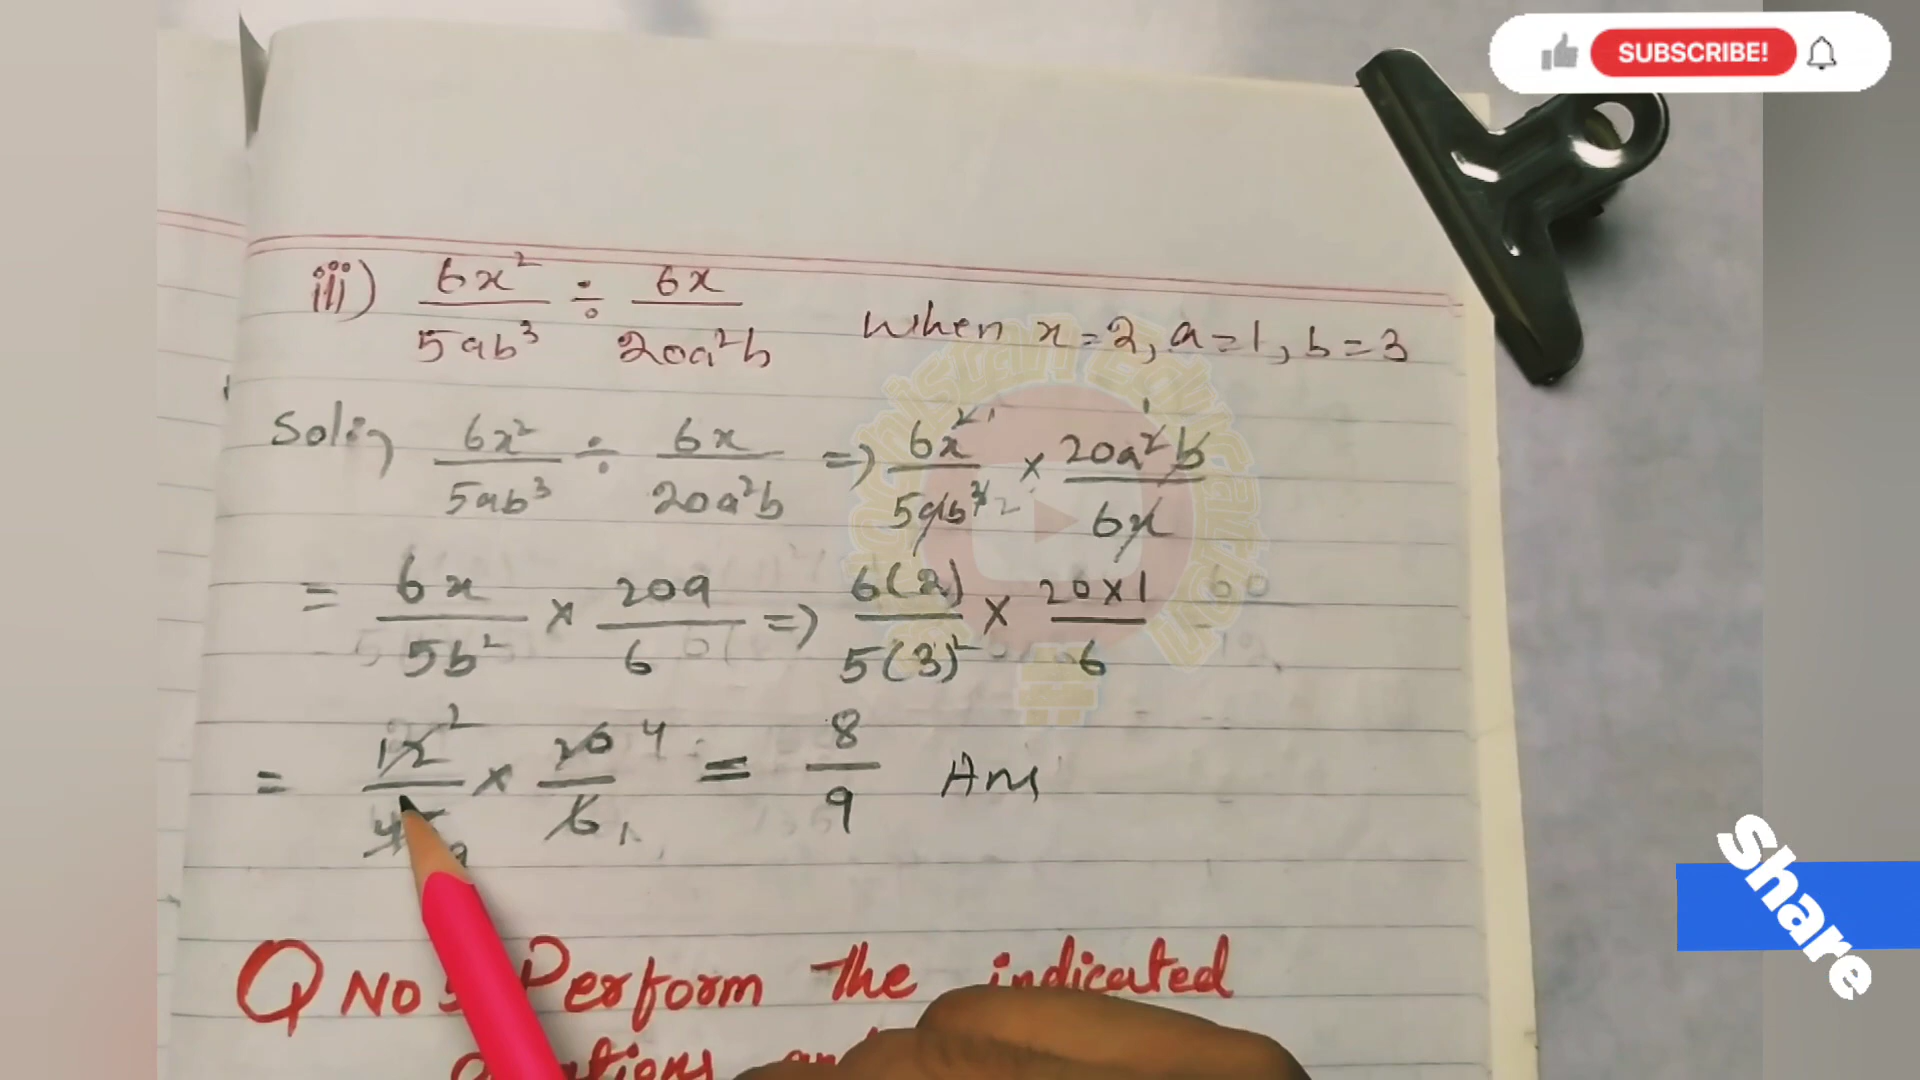 SUBSCRIBE!
iii) 6x²/5ab³ ÷ 6x/20a²b When x=2, a=1, b=3
Sol:, 6x²/5ab³ ÷ 6x/20a²b => 6x²/5ab³ × 20a²b/6x
= 6x/5b² × 20a/6 => 6(2)/5(3)² × 20×1/6
= 12/45 × 20/6 = 8/9 Ans
Share
Q No Perform the indicated